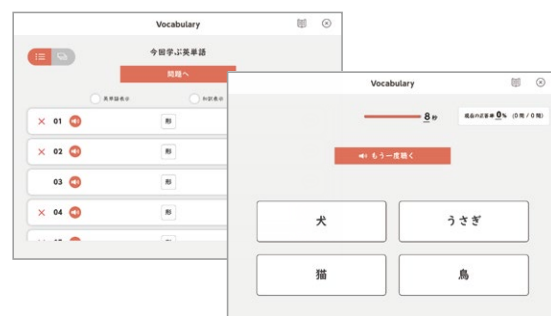 Vocabulary
今回学ぶ英単語
問題へ
英単語表示
和訳表示
× 01 形
× 02 形
03 形
× 04 形
Vocabulary
8秒
現在の正答率 0% (0問 / 0問)
もう一度聴く
犬
うさぎ
猫
鳥